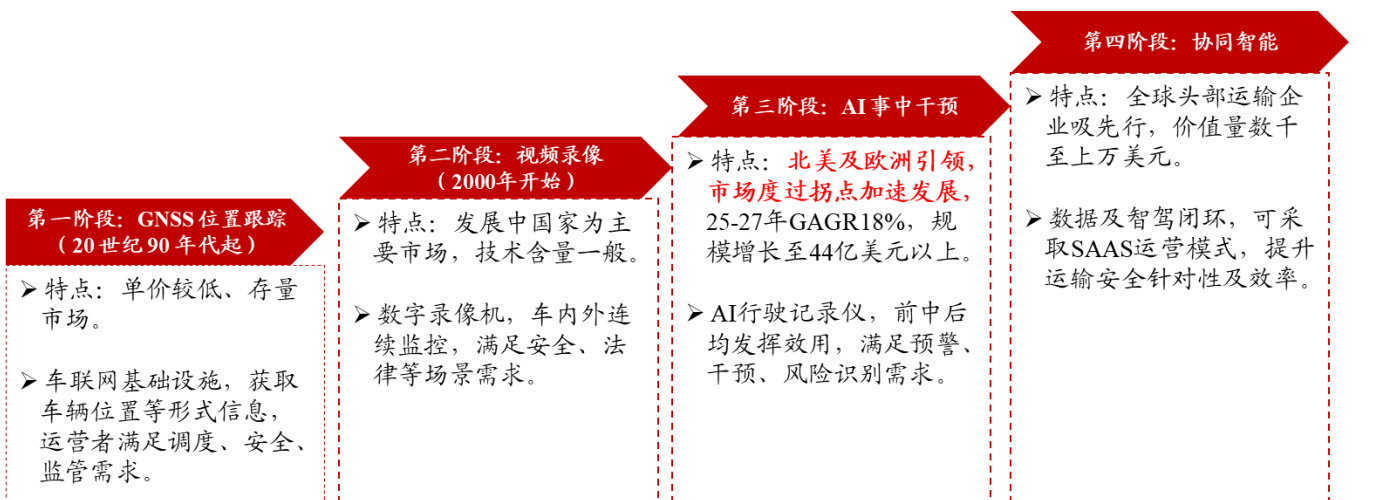 第一阶段：GNSS位置跟踪
（20世纪90年代起）
➢ 特点：单价较低、存量
市场。
➢ 车联网基础设施，获取
车辆位置等形式信息，
运营者满足调度、安全、
监管需求。
第二阶段：视频录像
（2000年开始）
➢ 特点：发展中国家为主
要市场，技术含量一般。
➢ 数字录像机，车内外连
续监控，满足安全、法
律等场景需求。
第三阶段：AI事中干预
➢ 特点：北美及欧洲引领，
市场度过拐点加速发展，
25-27年GAGR18%，规
模增长至44亿美元以上。
➢ AI行驶记录仪，前中后
均发挥效用，满足预警、
干预、风险识别需求。
第四阶段：协同智能
➢ 特点：全球头部运输企
业吸先行，价值量数千
至上万美元。
➢ 数据及智驾闭环，可采
取SAAS运营模式，提升
运输安全针对性及效率。